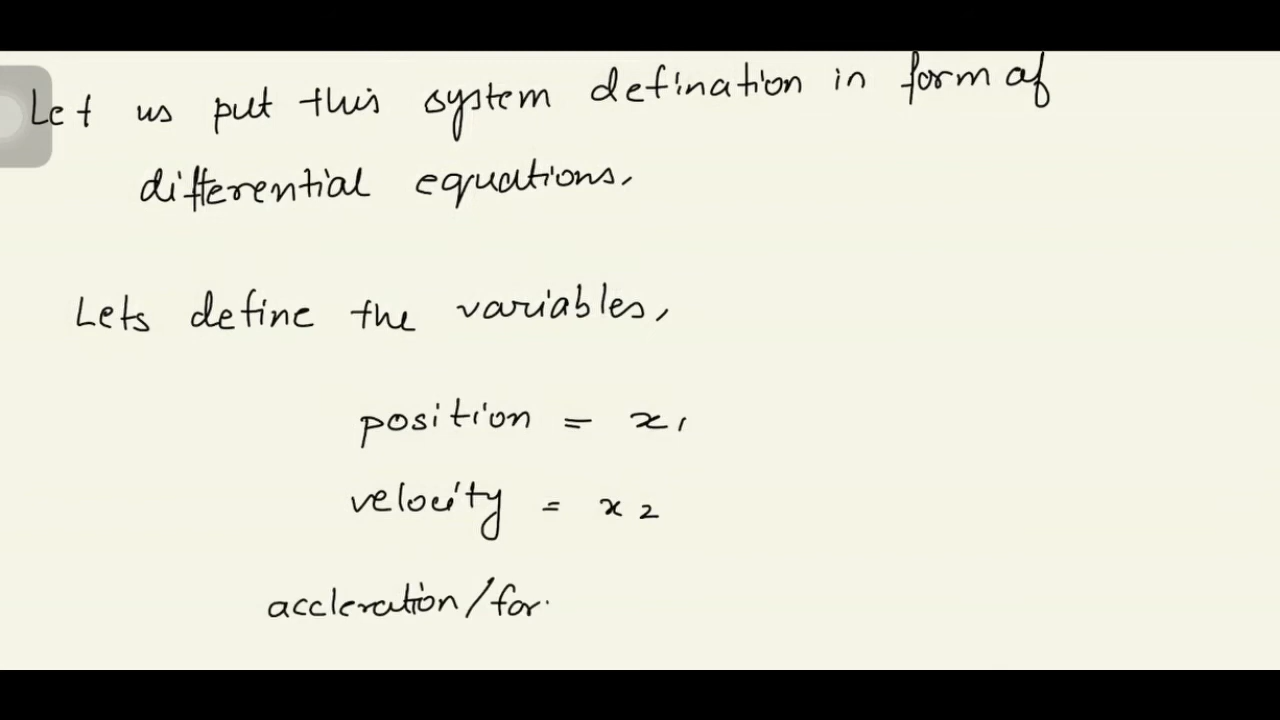 Let us put this system defination in form of
differential equations.
Lets define the variables,
position = x₁
velocity = x₂
accleration/for